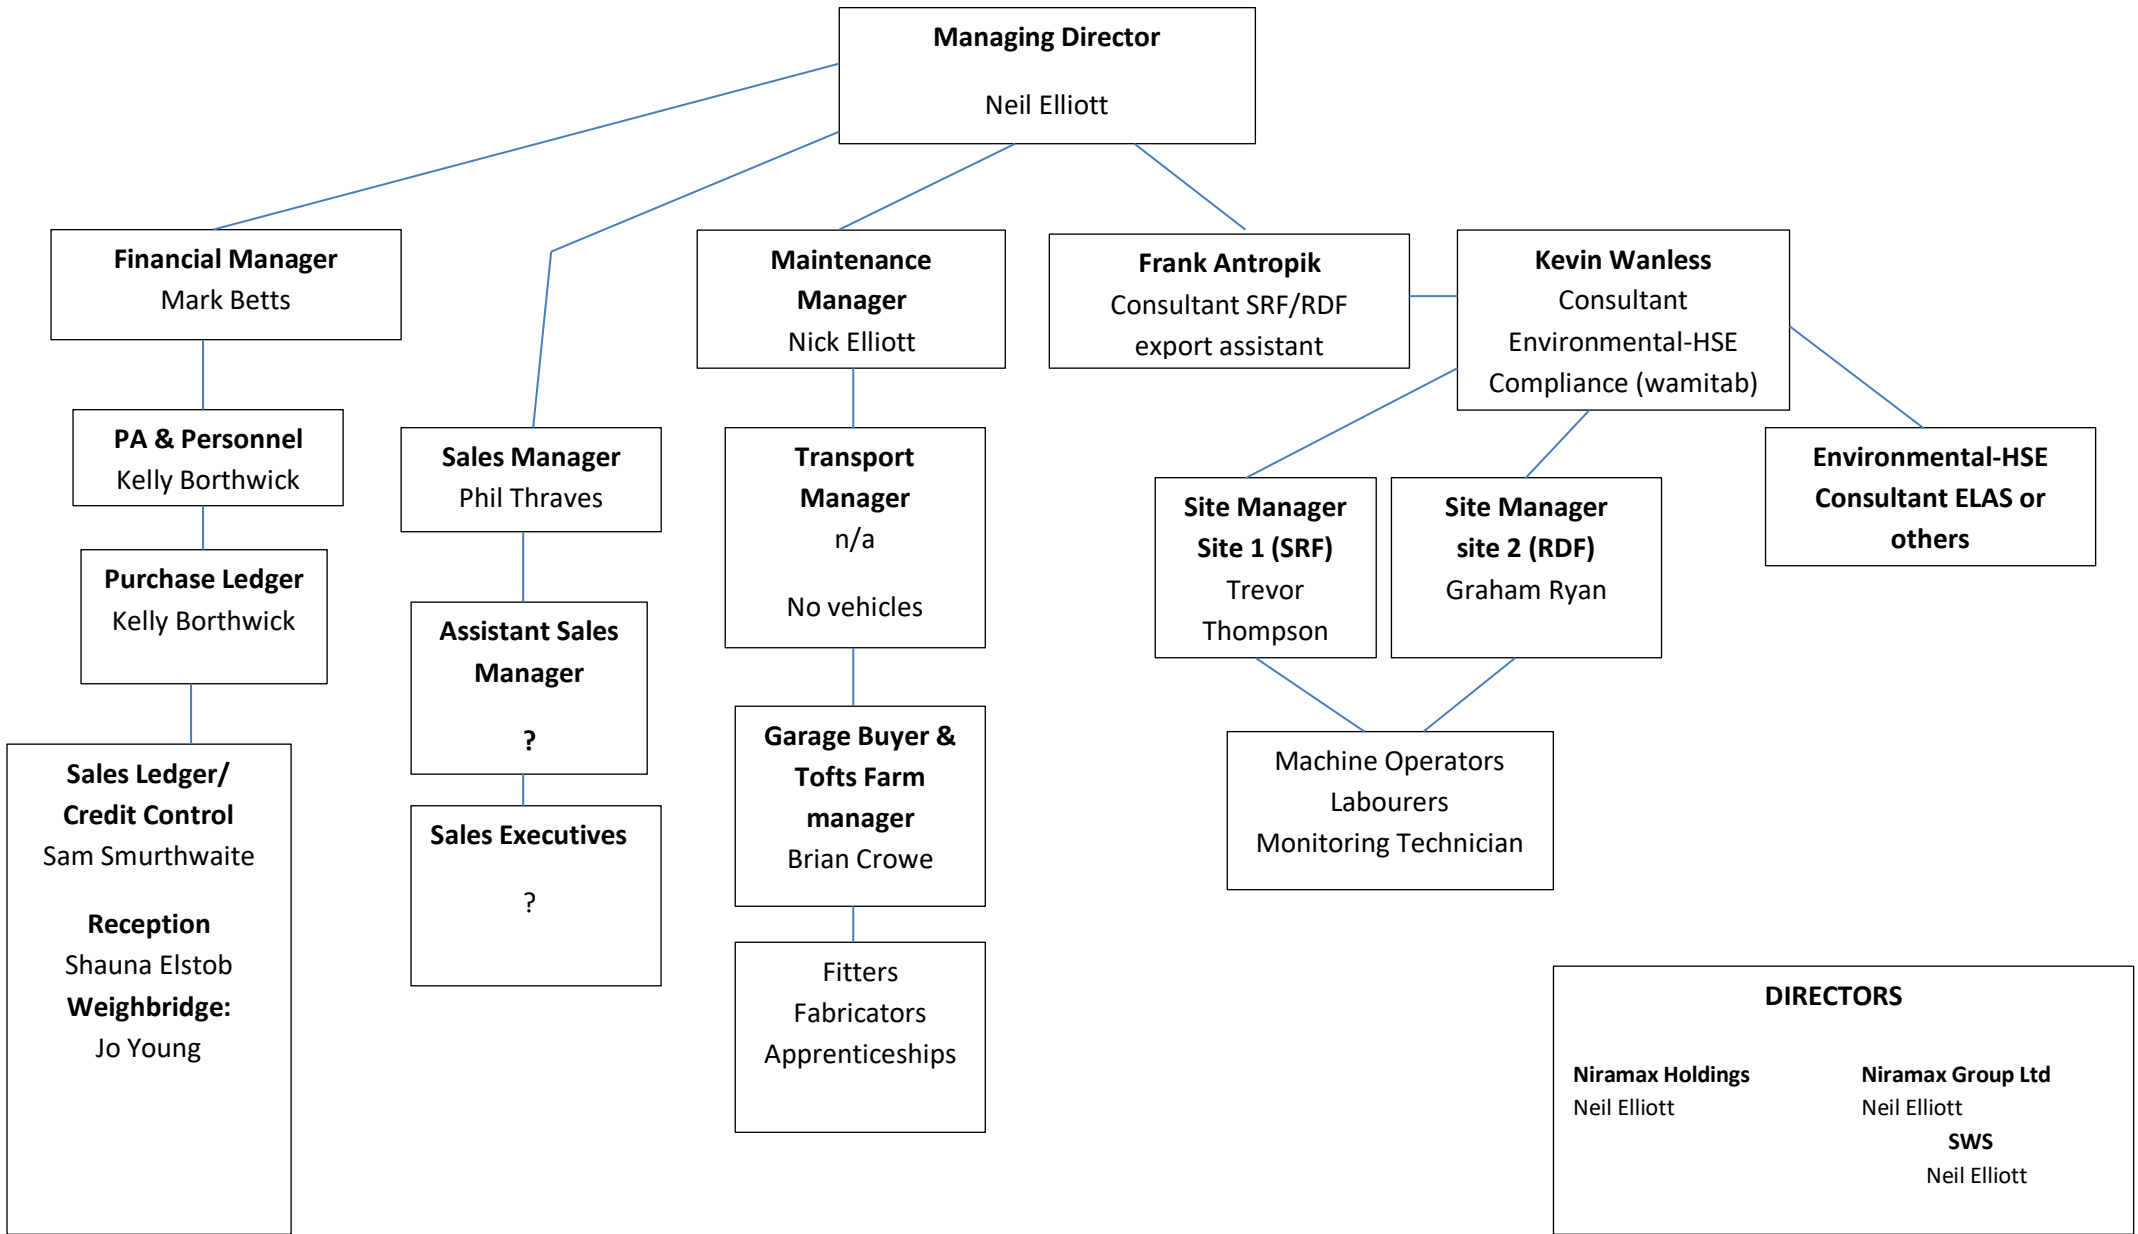 Managing Director
Neil Elliott
Financial Manager
Mark Betts
PA & Personnel
Kelly Borthwick
Purchase Ledger
Kelly Borthwick
Sales Ledger/
Credit Control
Sam Smurthwaite
Reception
Shauna Elstob
Weighbridge:
Jo Young
Sales Manager
Phil Thraves
Assistant Sales
Manager
?
Sales Executives
?
Maintenance
Manager
Nick Elliott
Transport
Manager
n/a
No vehicles
Garage Buyer &
Tofts Farm
manager
Brian Crowe
Fitters
Fabricators
Apprenticeships
Frank Antropik
Consultant SRF/RDF
export assistant
Kevin Wanless
Consultant
Environmental-HSE
Compliance (wamitab)
Site Manager
Site 1 (SRF)
Trevor
Thompson
Site Manager
site 2 (RDF)
Graham Ryan
Environmental-HSE
Consultant ELAS or
others
Machine Operators
Labourers
Monitoring Technician
DIRECTORS
Niramax Holdings
Neil Elliott
Niramax Group Ltd
Neil Elliott
SWS
Neil Elliott